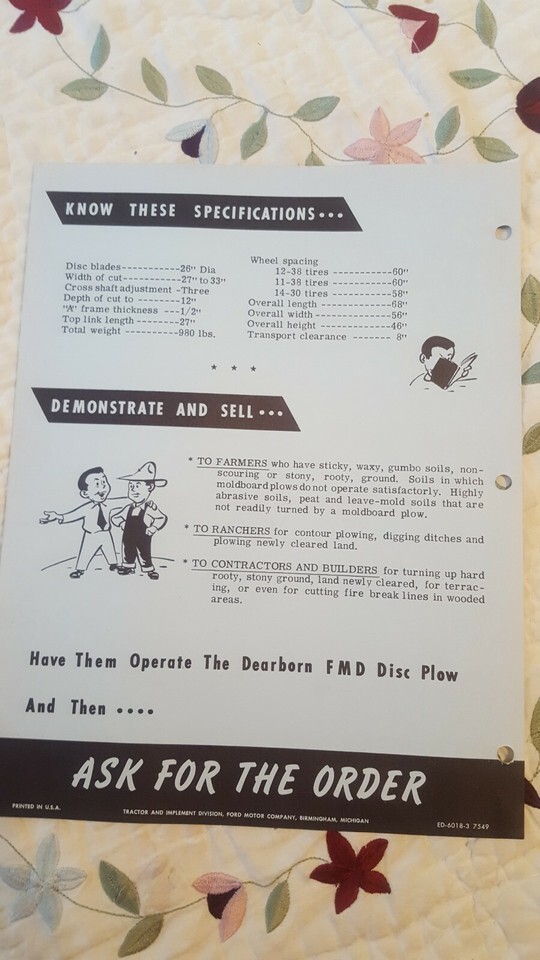 KNOW THESE SPECIFICATIONS...
Disc blades-----------26" Dia
Width of cut-----------27" to 33"
Cross shaft adjustment -Three
Depth of cut to --------12"
"A" frame thickness ---1/2"
Top link length --------27"
Total weight ----------980 lbs.
Wheel spacing
12-38 tires -----------60"
11-38 tires -----------60"
14-30 tires -----------58"
Overall length ---------68"
Overall width ----------56"
Overall height ---------46"
Transport clearance ------- 8"
* * *
DEMONSTRATE AND SELL...
* TO FARMERS who have sticky, waxy, gumbo soils, non-
scouring or stony, rooty, ground. Soils in which
moldboard plows do not operate satisfactorily. Highly
abrasive soils, peat and leave-mold soils that are
not readily turned by a moldboard plow.
* TO RANCHERS for contour plowing, digging ditches and
plowing newly cleared land.
* TO CONTRACTORS AND BUILDERS for turning up hard
rooty, stony ground, land newly cleared, for terrac-
ing, or even for cutting fire break lines in wooded
areas.
Have Them Operate The Dearborn FMD Disc Plow
And Then ....
ASK FOR THE ORDER
PRINTED IN U.S.A.
TRACTOR AND IMPLEMENT DIVISION, FORD MOTOR COMPANY, BIRMINGHAM, MICHIGAN
ED-6018-3 7549